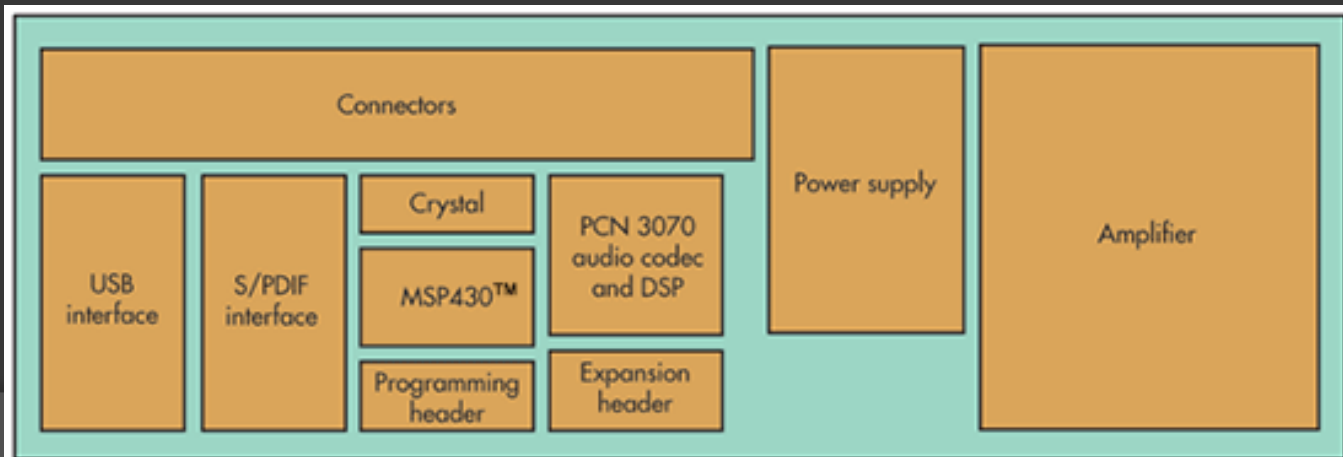 Connectors
Power supply
Amplifier
USB
interface
S/PDIF
interface
Crystal
MSP430™
Programming
header
PCN 3070
audio codec
and DSP
Expansion
header